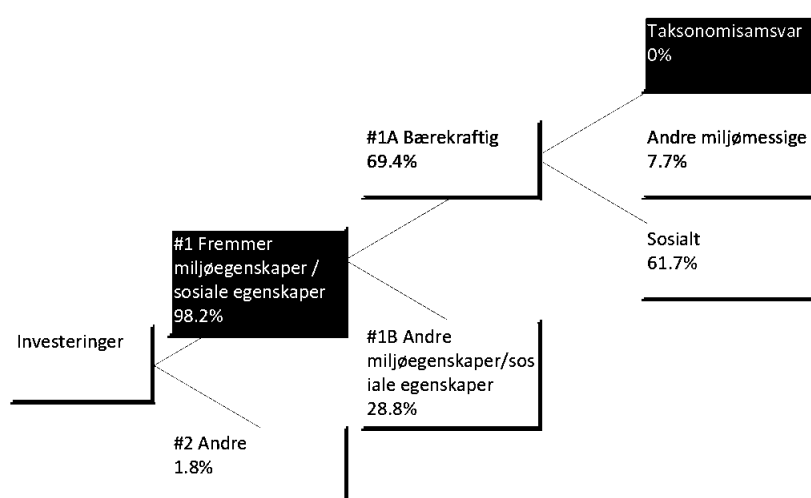 Taksonomisamsvar
0%
#1A Bærekraftig
69.4%
Andre miljømessige
7.7%
#1 Fremmer
miljøegenskaper /
sosiale egenskaper
98.2%
Sosialt
61.7%
Investeringer
#1B Andre
miljøegenskaper/sos
iale egenskaper
28.8%
#2 Andre
1.8%